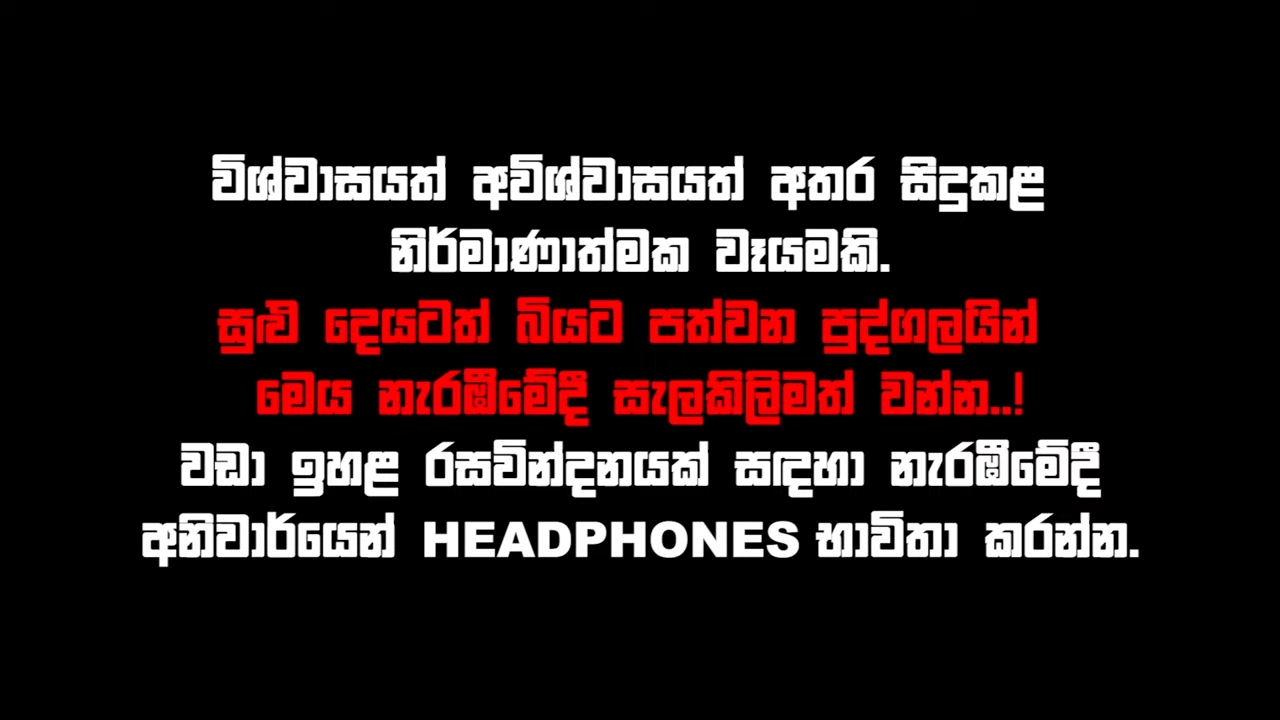 විශ්වාසයත් අවිශ්වාසයත් අතර සිදුකළ
නිර්මාණාත්මක වෑයමකි.
සුළු දෙයටත් බියට පත්වන පුද්ගලයින්
මෙය නැරඹීමේදී සැලකිලිමත් වන්න..!
වඩා ඉහළ රසවින්දනයක් සඳහා නැරඹීමේදී
අනිවාර්යෙන් HEADPHONES භාවිතා කරන්න.